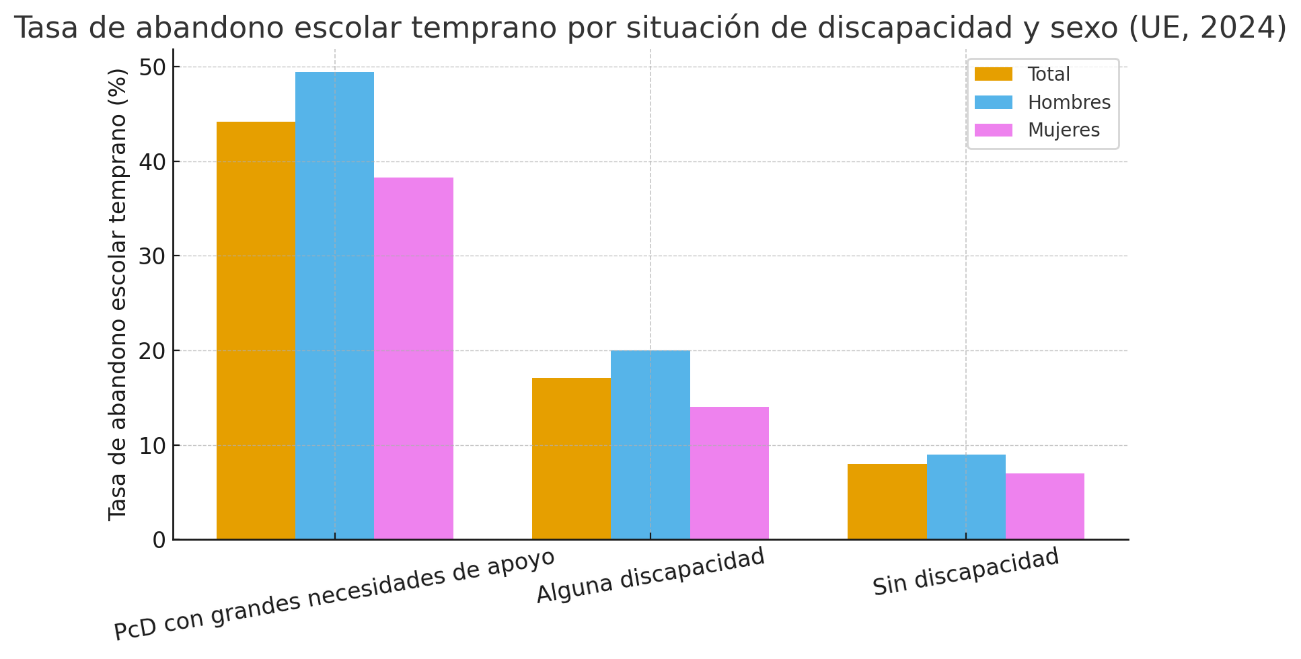 Tasa de abandono escolar temprano por situación de discapacidad y sexo (UE, 2024)
Tasa de abandono escolar temprano (%)
50
40
30
20
10
0
Total
Hombres
Mujeres
PcD con grandes necesidades de apoyo
Alguna discapacidad
Sin discapacidad